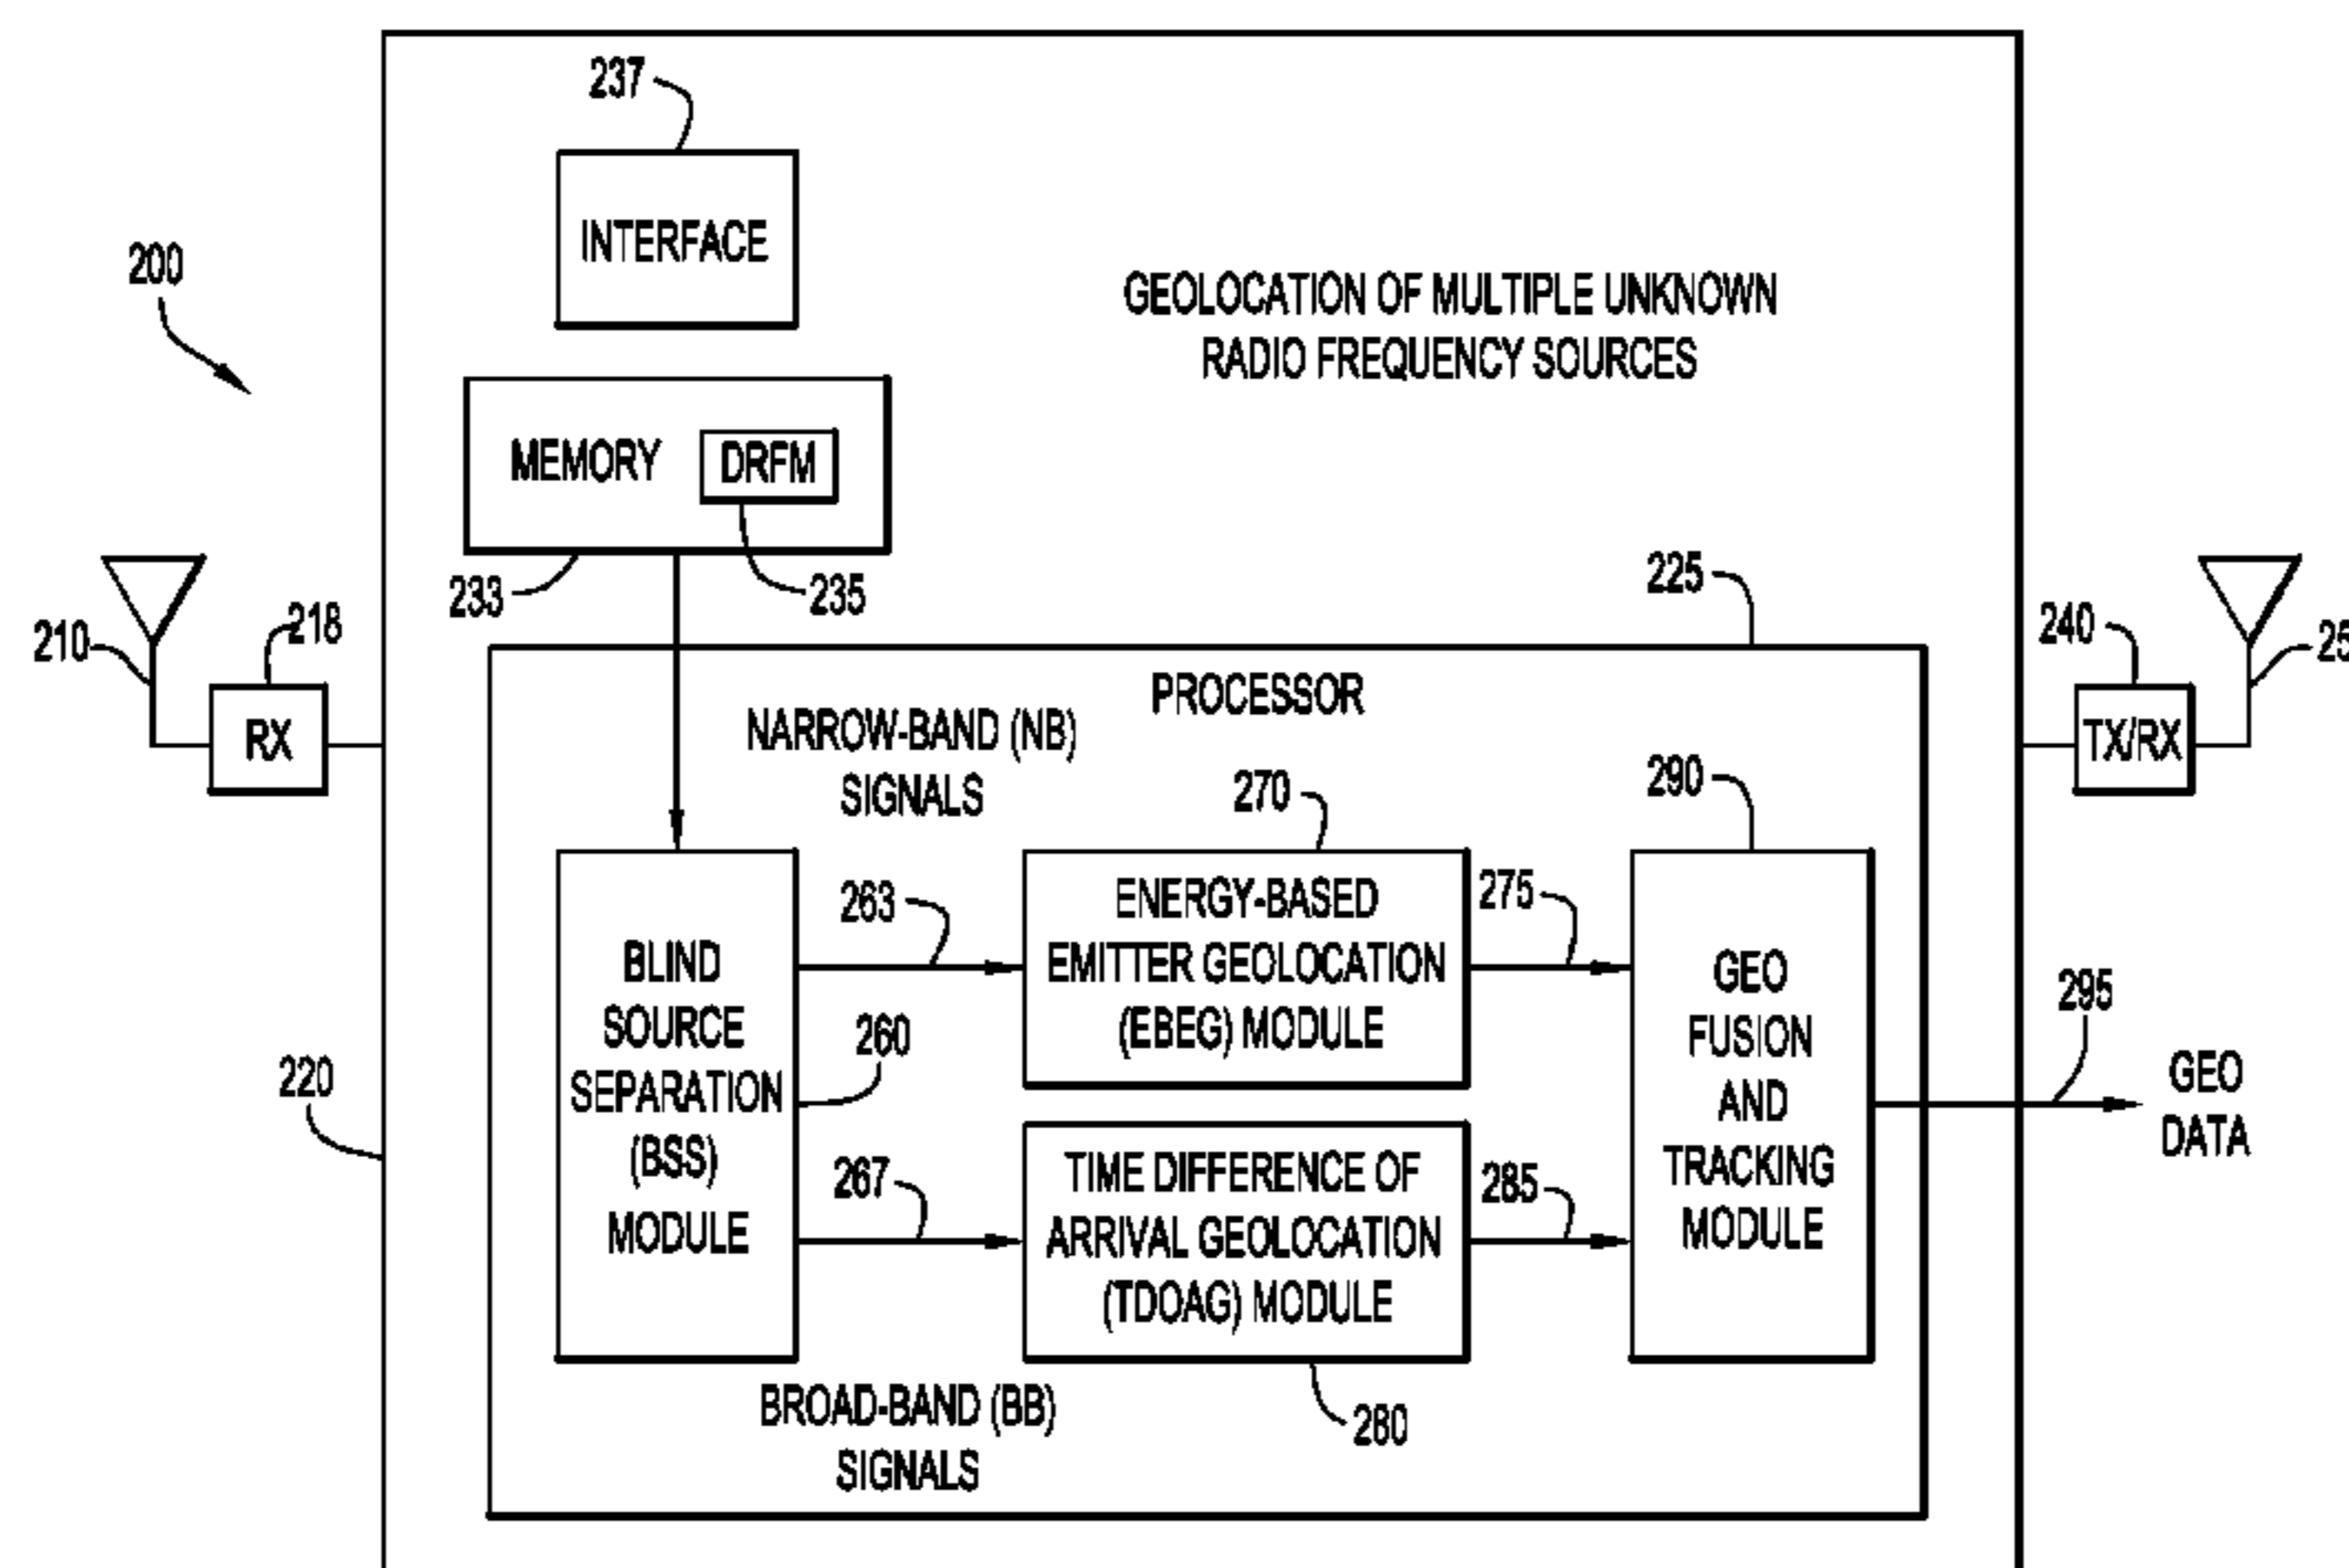 237
INTERFACE
200
GEOLOCATION OF MULTIPLE UNKNOWN
RADIO FREQUENCY SOURCES
MEMORY
DRFM
233
235
225
210
218
RX
240
TX/RX
PROCESSOR
NARROW-BAND (NB)
SIGNALS
270
290
263
ENERGY-BASED
EMITTER GEOLOCATION
(EBEG) MODULE
275
BLIND
SOURCE
SEPARATION
(BSS)
MODULE
260
GEO
FUSION
AND
TRACKING
MODULE
295
GEO
DATA
220
267
TIME DIFFERENCE OF
ARRIVAL GEOLOCATION
(TDOAG) MODULE
285
280
BROAD-BAND (BB)
SIGNALS